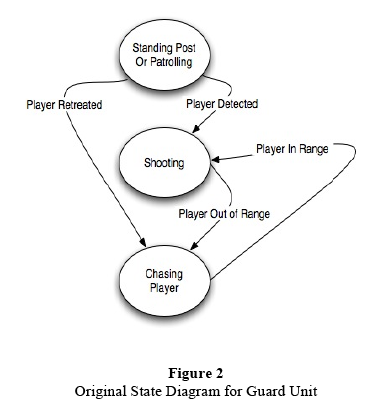 Standing Post
Or Patrolling
Player Retreated
Player Detected
Player In Range
Shooting
Player Out of Range
Chasing
Player
Figure 2
Original State Diagram for Guard Unit